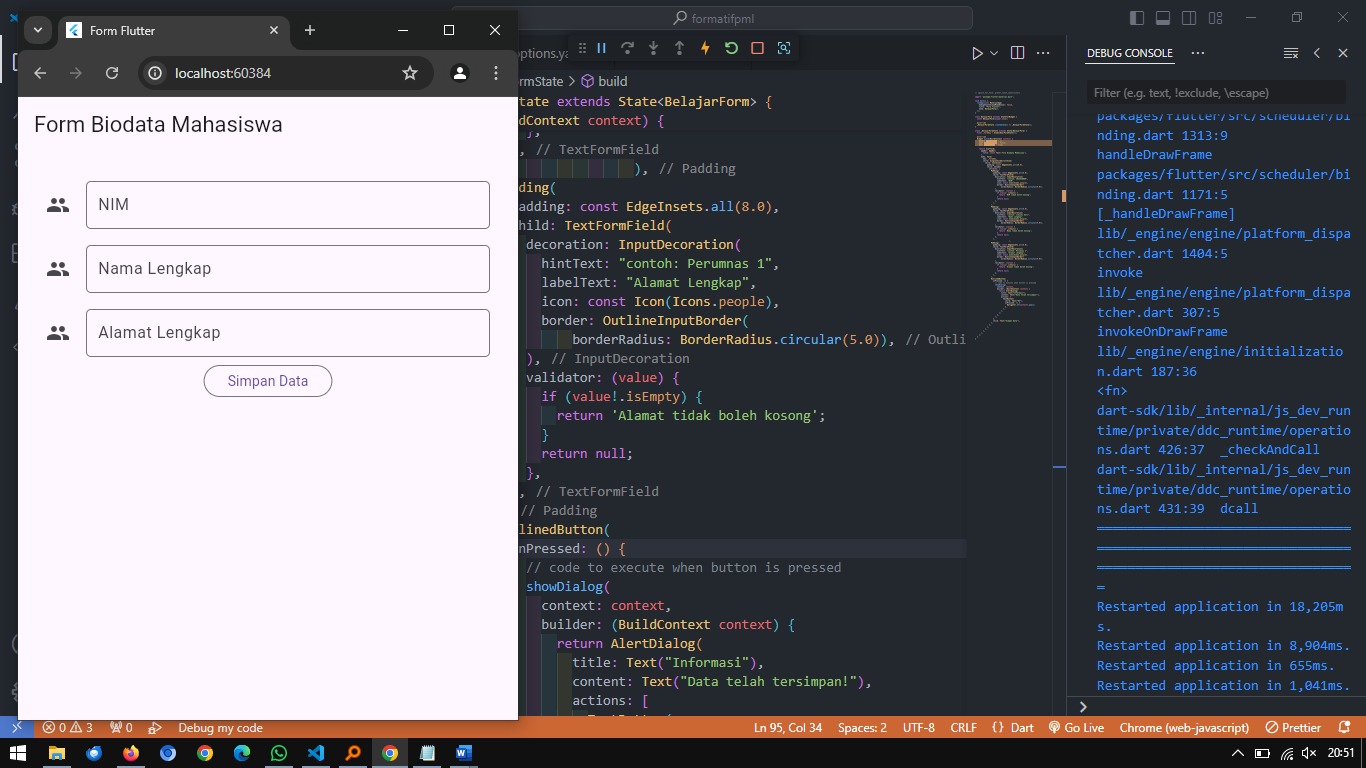 Form Flutter
localhost:60384
Form Biodata Mahasiswa
NIM
Nama Lengkap
Alamat Lengkap
Simpan Data
formatifpml
options.ya
rmState > build
tate extends State<BelajarForm> {
dContext context) {
],
, // TextFormField
), // Padding
ding(
adding: const EdgeInsets.all(8.0),
hild: TextFormField(
decoration: InputDecoration(
hintText: "contoh: Perumnas 1",
labelText: "Alamat Lengkap",
icon: const Icon(Icons.people),
border: OutlineInputBorder(
borderRadius: BorderRadius.circular(5.0)), // Outli
), // InputDecoration
validator: (value) {
if (value!.isEmpty) {
return 'Alamat tidak boleh kosong';
}
return null;
},
, // TextFormField
// Padding
linedButton(
nPressed: () {
// code to execute when button is pressed
showDialog(
context: context,
builder: (BuildContext context) {
return AlertDialog(
title: Text("Informasi"),
content: Text("Data telah tersimpan!"),
actions: [
DEBUG CONSOLE
Filter (e.g. text, !exclude, \escape)
packages/flutter/src/scheduler/bi
nding.dart 1313:9
handleDrawFrame
packages/flutter/src/scheduler/bi
nding.dart 1171:5
[_handleDrawFrame]
lib/_engine/engine/platform_dispa
tcher.dart 1404:5
invoke
lib/_engine/engine/platform_dispa
tcher.dart 307:5
invokeOnDrawFrame
lib/_engine/engine/initializatio
n.dart 187:36
<fn>
dart-sdk/lib/_internal/js_dev_run
time/private/ddc_runtime/operatio
ns.dart 426:37  _checkAndCall
dart-sdk/lib/_internal/js_dev_run
time/private/ddc_runtime/operatio
ns.dart 431:39  dcall
═════════════════════════════════
═════════════════════════════════
═════════════════════════════════
═
Restarted application in 18,205m
s.
Restarted application in 8,904ms.
Restarted application in 655ms.
Restarted application in 1,041ms.
0 3 0 Debug my code
Ln 95, Col 34 Spaces: 2 UTF-8 CRLF {} Dart Go Live Chrome (web-javascript) Prettier
20:51